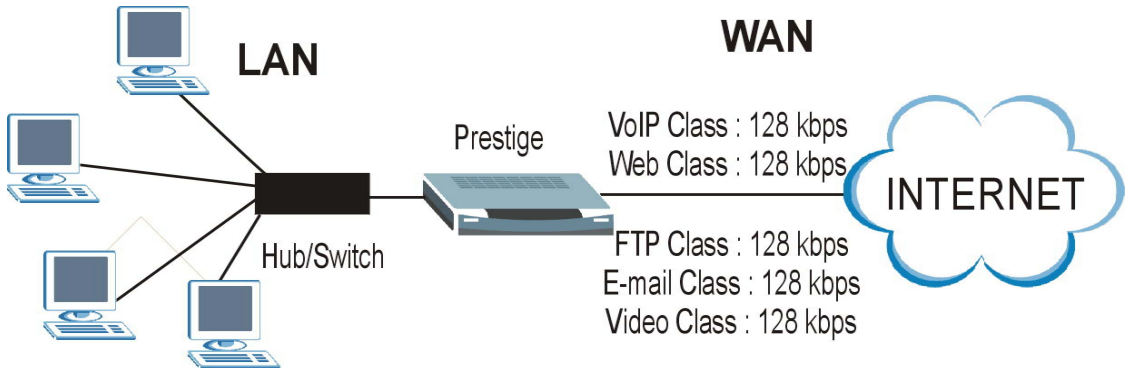 LAN
WAN
Prestige
VoIP Class : 128 kbps
Web Class : 128 kbps
INTERNET
Hub/Switch
FTP Class : 128 kbps
E-mail Class : 128 kbps
Video Class : 128 kbps